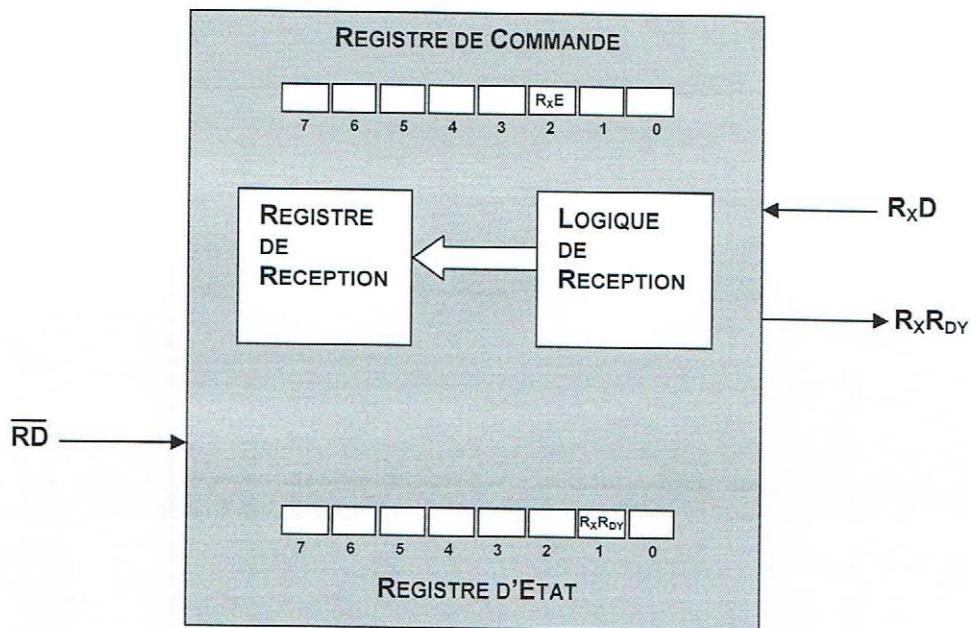 REGISTRE DE COMMANDE
RXE
7 6 5 4 3 2 1 0
REGISTRE
DE
RECEPTION
LOGIQUE
DE
RECEPTION
RXD
RXRDY
RD
RXRDY
7 6 5 4 3 2 1 0
REGISTRE D'ETAT